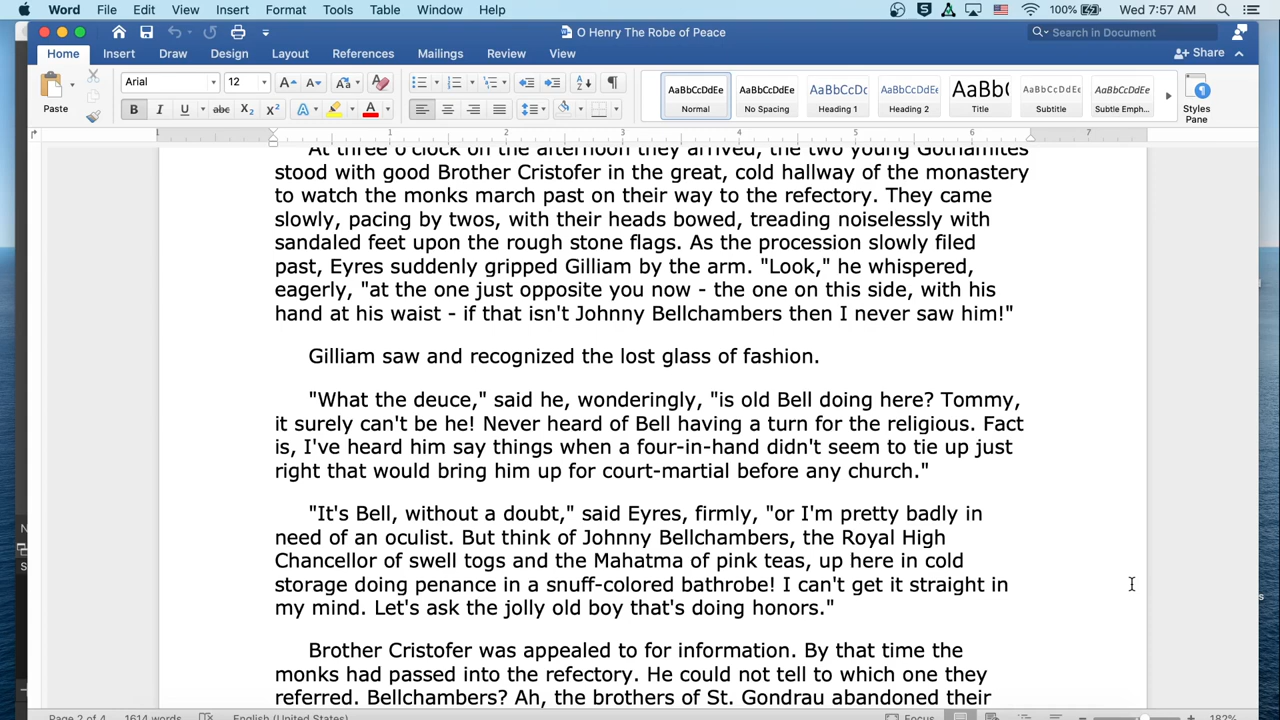 Word File Edit View Insert Format Tools Table Window Help 100% Wed 7:57 AM
O Henry The Robe of Peace Search in Document
Home Insert Draw Design Layout References Mailings Review View Share
Paste Arial 12
AaBbCcDdEe AaBbCcDdEe AaBbCcDc AaBbCcDdEe AaBbC AaBbCcDdEe AaBbCcDdEe
Normal No Spacing Heading 1 Heading 2 Title Subtitle Subtle Emph... Styles Pane
B I U abc X₂ X² A A
1 1 2 3 4 5 6 7
At three o'clock on the afternoon they arrived, the two young Gothamites
stood with good Brother Cristofer in the great, cold hallway of the monastery
to watch the monks march past on their way to the refectory. They came
slowly, pacing by twos, with their heads bowed, treading noiselessly with
sandaled feet upon the rough stone flags. As the procession slowly filed
past, Eyres suddenly gripped Gilliam by the arm. "Look," he whispered,
eagerly, "at the one just opposite you now - the one on this side, with his
hand at his waist - if that isn't Johnny Bellchambers then I never saw him!"
Gilliam saw and recognized the lost glass of fashion.
"What the deuce," said he, wonderingly, "is old Bell doing here? Tommy,
it surely can't be he! Never heard of Bell having a turn for the religious. Fact
is, I've heard him say things when a four-in-hand didn't seem to tie up just
right that would bring him up for court-martial before any church."
"It's Bell, without a doubt," said Eyres, firmly, "or I'm pretty badly in
need of an oculist. But think of Johnny Bellchambers, the Royal High
Chancellor of swell togs and the Mahatma of pink teas, up here in cold
storage doing penance in a snuff-colored bathrobe! I can't get it straight in
my mind. Let's ask the jolly old boy that's doing honors."
Brother Cristofer was appealed to for information. By that time the
monks had passed into the refectory. He could not tell to which one they
referred. Bellchambers? Ah, the brothers of St. Gondrau abandoned their
Page 2 of 4 1614 words English (United States) Focus 182%